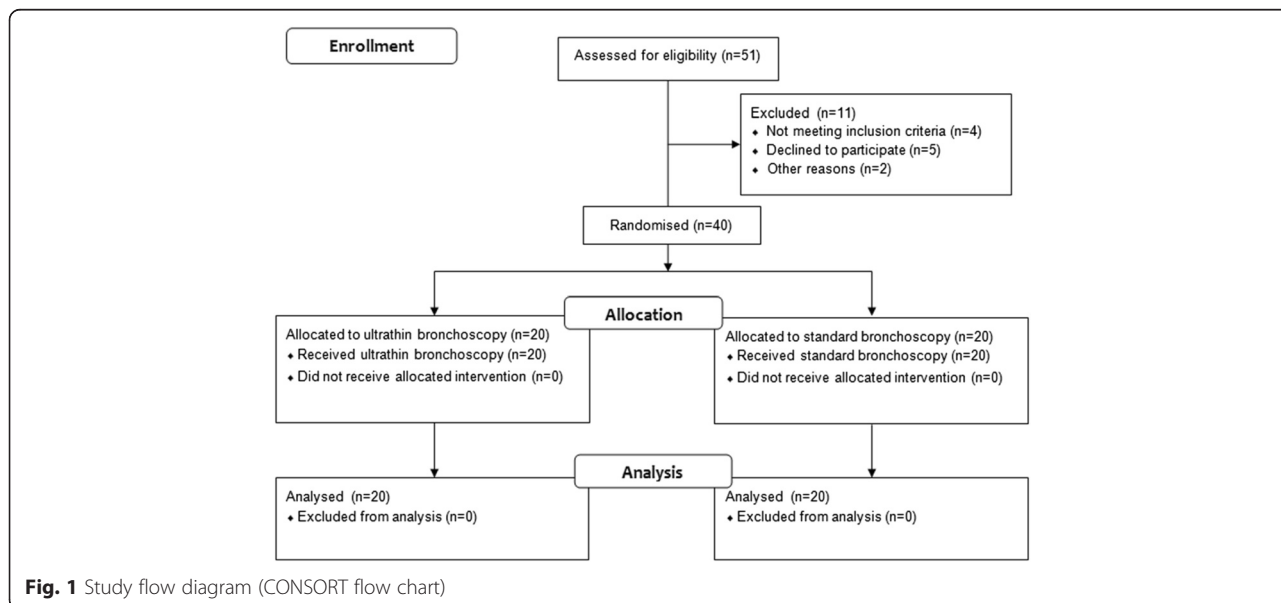 Enrollment
Assessed for eligibility (n=51)
Excluded (n=11)
⬥ Not meeting inclusion criteria (n=4)
⬥ Declined to participate (n=5)
⬥ Other reasons (n=2)
Randomised (n=40)
Allocation
Allocated to ultrathin bronchoscopy (n=20)
⬥ Received ultrathin bronchoscopy (n=20)
⬥ Did not receive allocated intervention (n=0)
Allocated to standard bronchoscopy (n=20)
⬥ Received standard bronchoscopy (n=20)
⬥ Did not receive allocated intervention (n=0)
Analysis
Analysed (n=20)
⬥ Excluded from analysis (n=0)
Analysed (n=20)
⬥ Excluded from analysis (n=0)
Fig. 1 Study flow diagram (CONSORT flow chart)